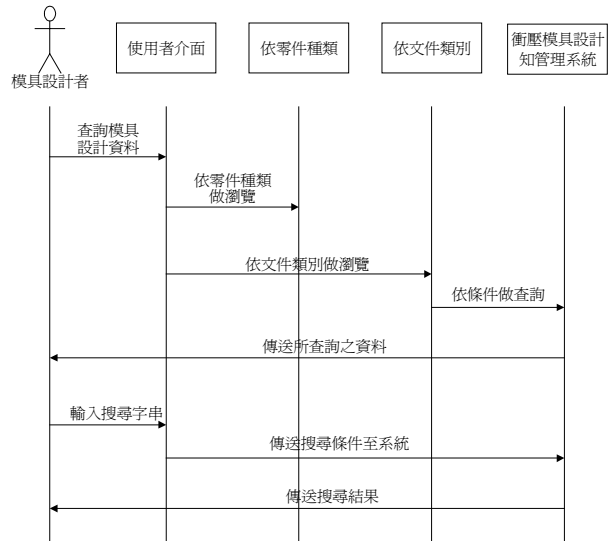 模具設計者
使用者介面
依零件種類
依文件類別
衝壓模具設計
知管理系統
查詢模具
設計資料
依零件種類
做瀏覽
依文件類別做瀏覽
依條件做查詢
傳送所查詢之資料
輸入搜尋字串
傳送搜尋條件至系統
傳送搜尋結果